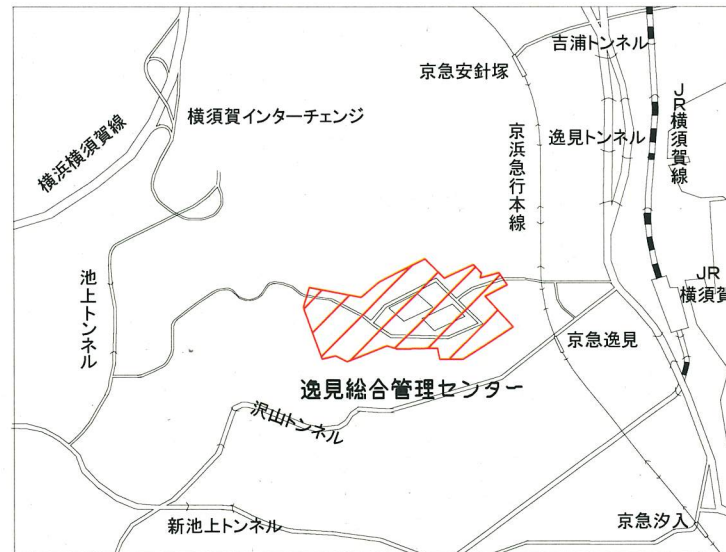 吉浦トンネル
京急安針塚
JR横須賀線
横須賀インターチェンジ
逸見トンネル
横浜横須賀線
京浜急行本線
池上トンネル
JR
横須賀
京急逸見
逸見総合管理センター
沢山トンネル
新池上トンネル
京急汐入